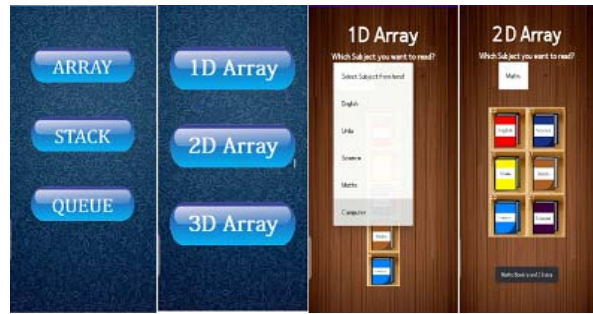 ARRAY
STACK
QUEUE
1D Array
2D Array
3D Array
1D Array
Which Subject you want to read?
Select Subject from here!
English
Urdu
Science
Maths
Computer
Maths
2D Array
Which Subject you want to read?
Maths
English
Science